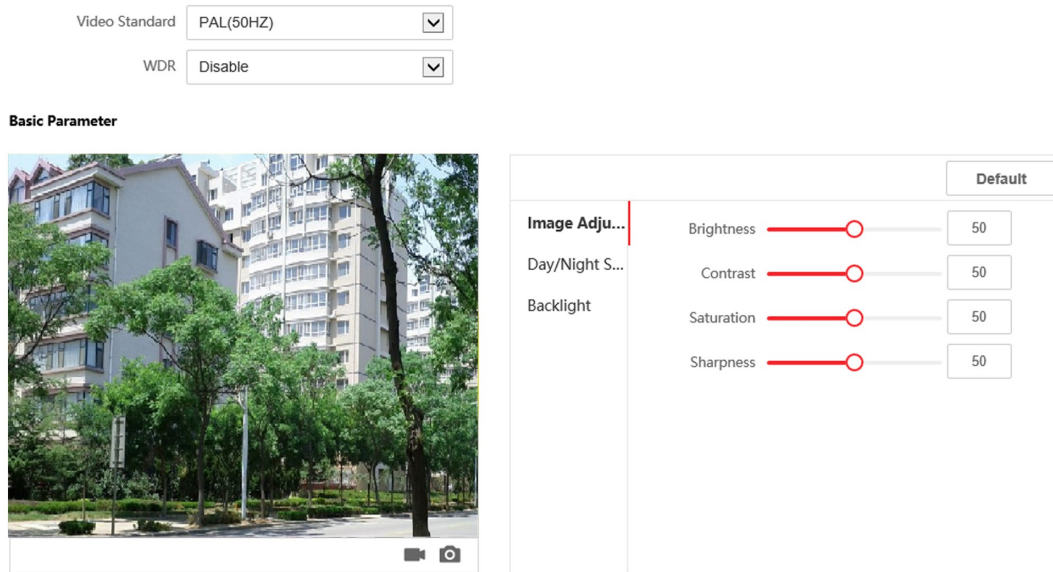 Video Standard PAL(50HZ)
WDR Disable
Basic Parameter
Default
Image Adju...
Day/Night S...
Backlight
Brightness 50
Contrast 50
Saturation 50
Sharpness 50